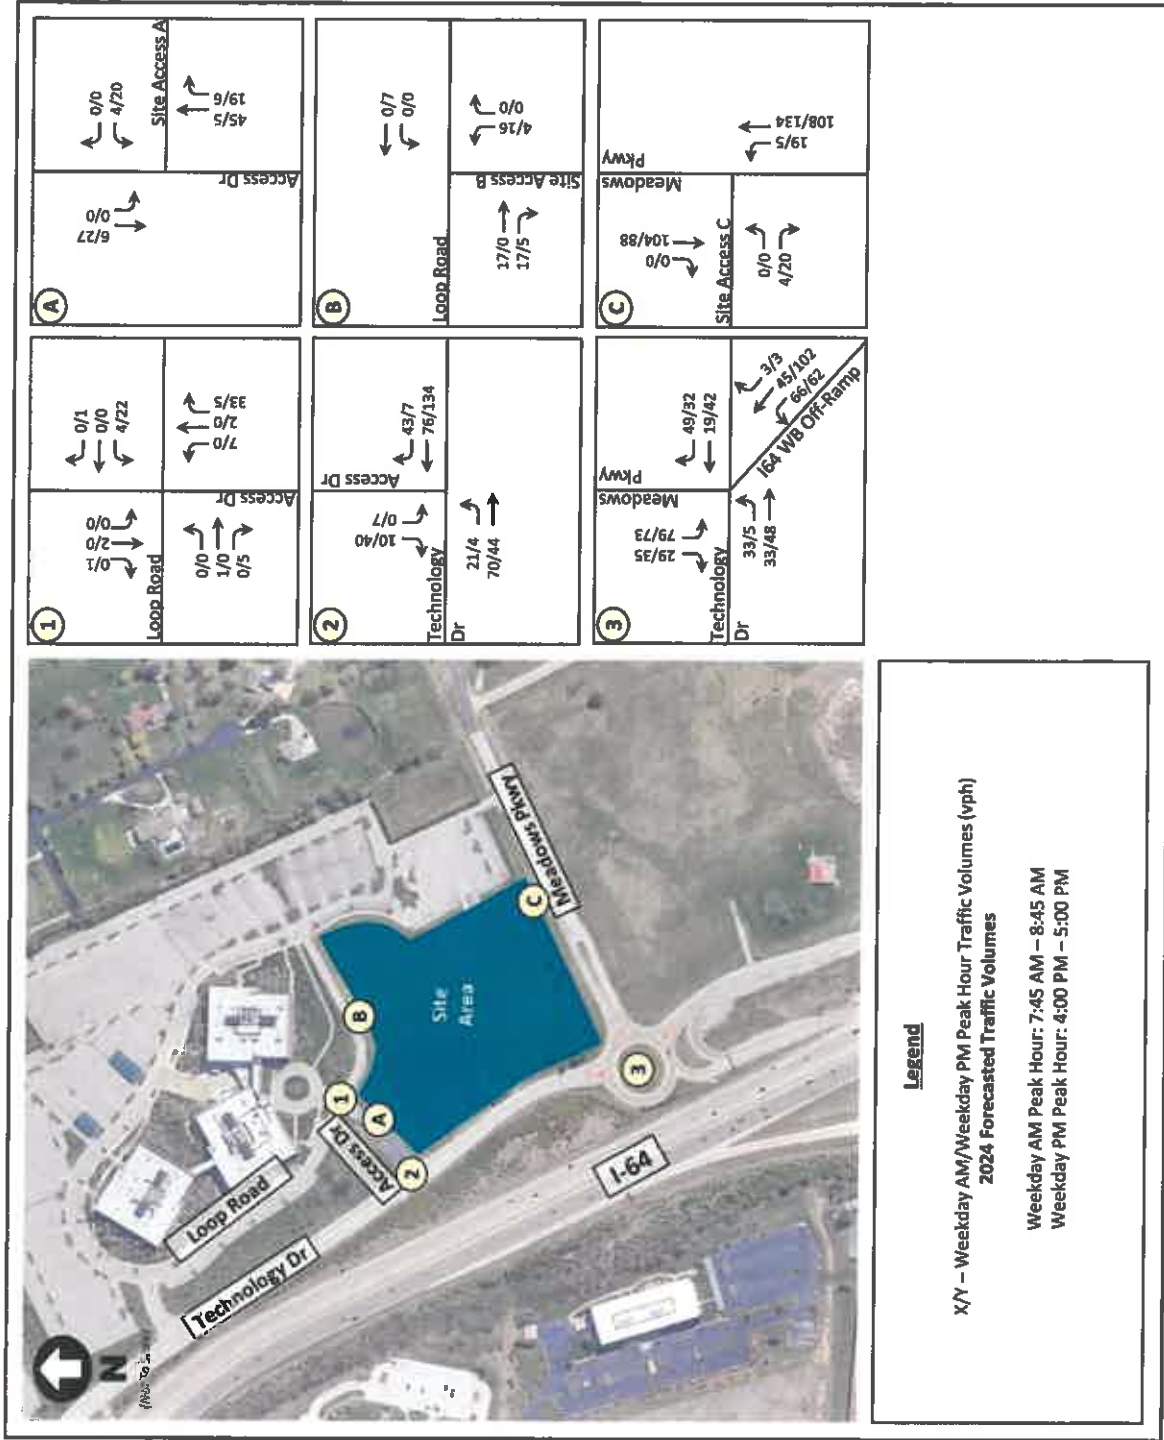 N
Technology Dr
Loop Road
Access Dr
I-64
Meadows Pkwy
Site
Area
1
A
2
B
3
C
1
0/1
2/0
0/0
0/1
0/0
4/22
Loop Road
Access Dr
0/0
1/0
0/5
7/0
2/0
33/5
A
6/27
0/0
0/0
4/20
Site Access A
Access Dr
45/5
19/6
2
10/40
0/7
Access Dr
43/7
76/134
Technology
Dr
21/4
70/44
B
0/7
0/0
Loop Road
17/0
17/5
Site Access B
4/16
0/0
3
29/35
79/73
Meadows
Pkwy
49/32
19/42
Technology
Dr
33/5
33/48
3/3
45/102
66/62
I64 WB Off-Ramp
C
0/0
104/88
Meadows
Pkwy
Site Access C
0/0
4/20
19/5
108/134
Legend
X/Y – Weekday AM/Weekday PM Peak Hour Traffic Volumes (vph)
2024 Forecasted Traffic Volumes
Weekday AM Peak Hour: 7:45 AM – 8:45 AM
Weekday PM Peak Hour: 4:00 PM – 5:00 PM